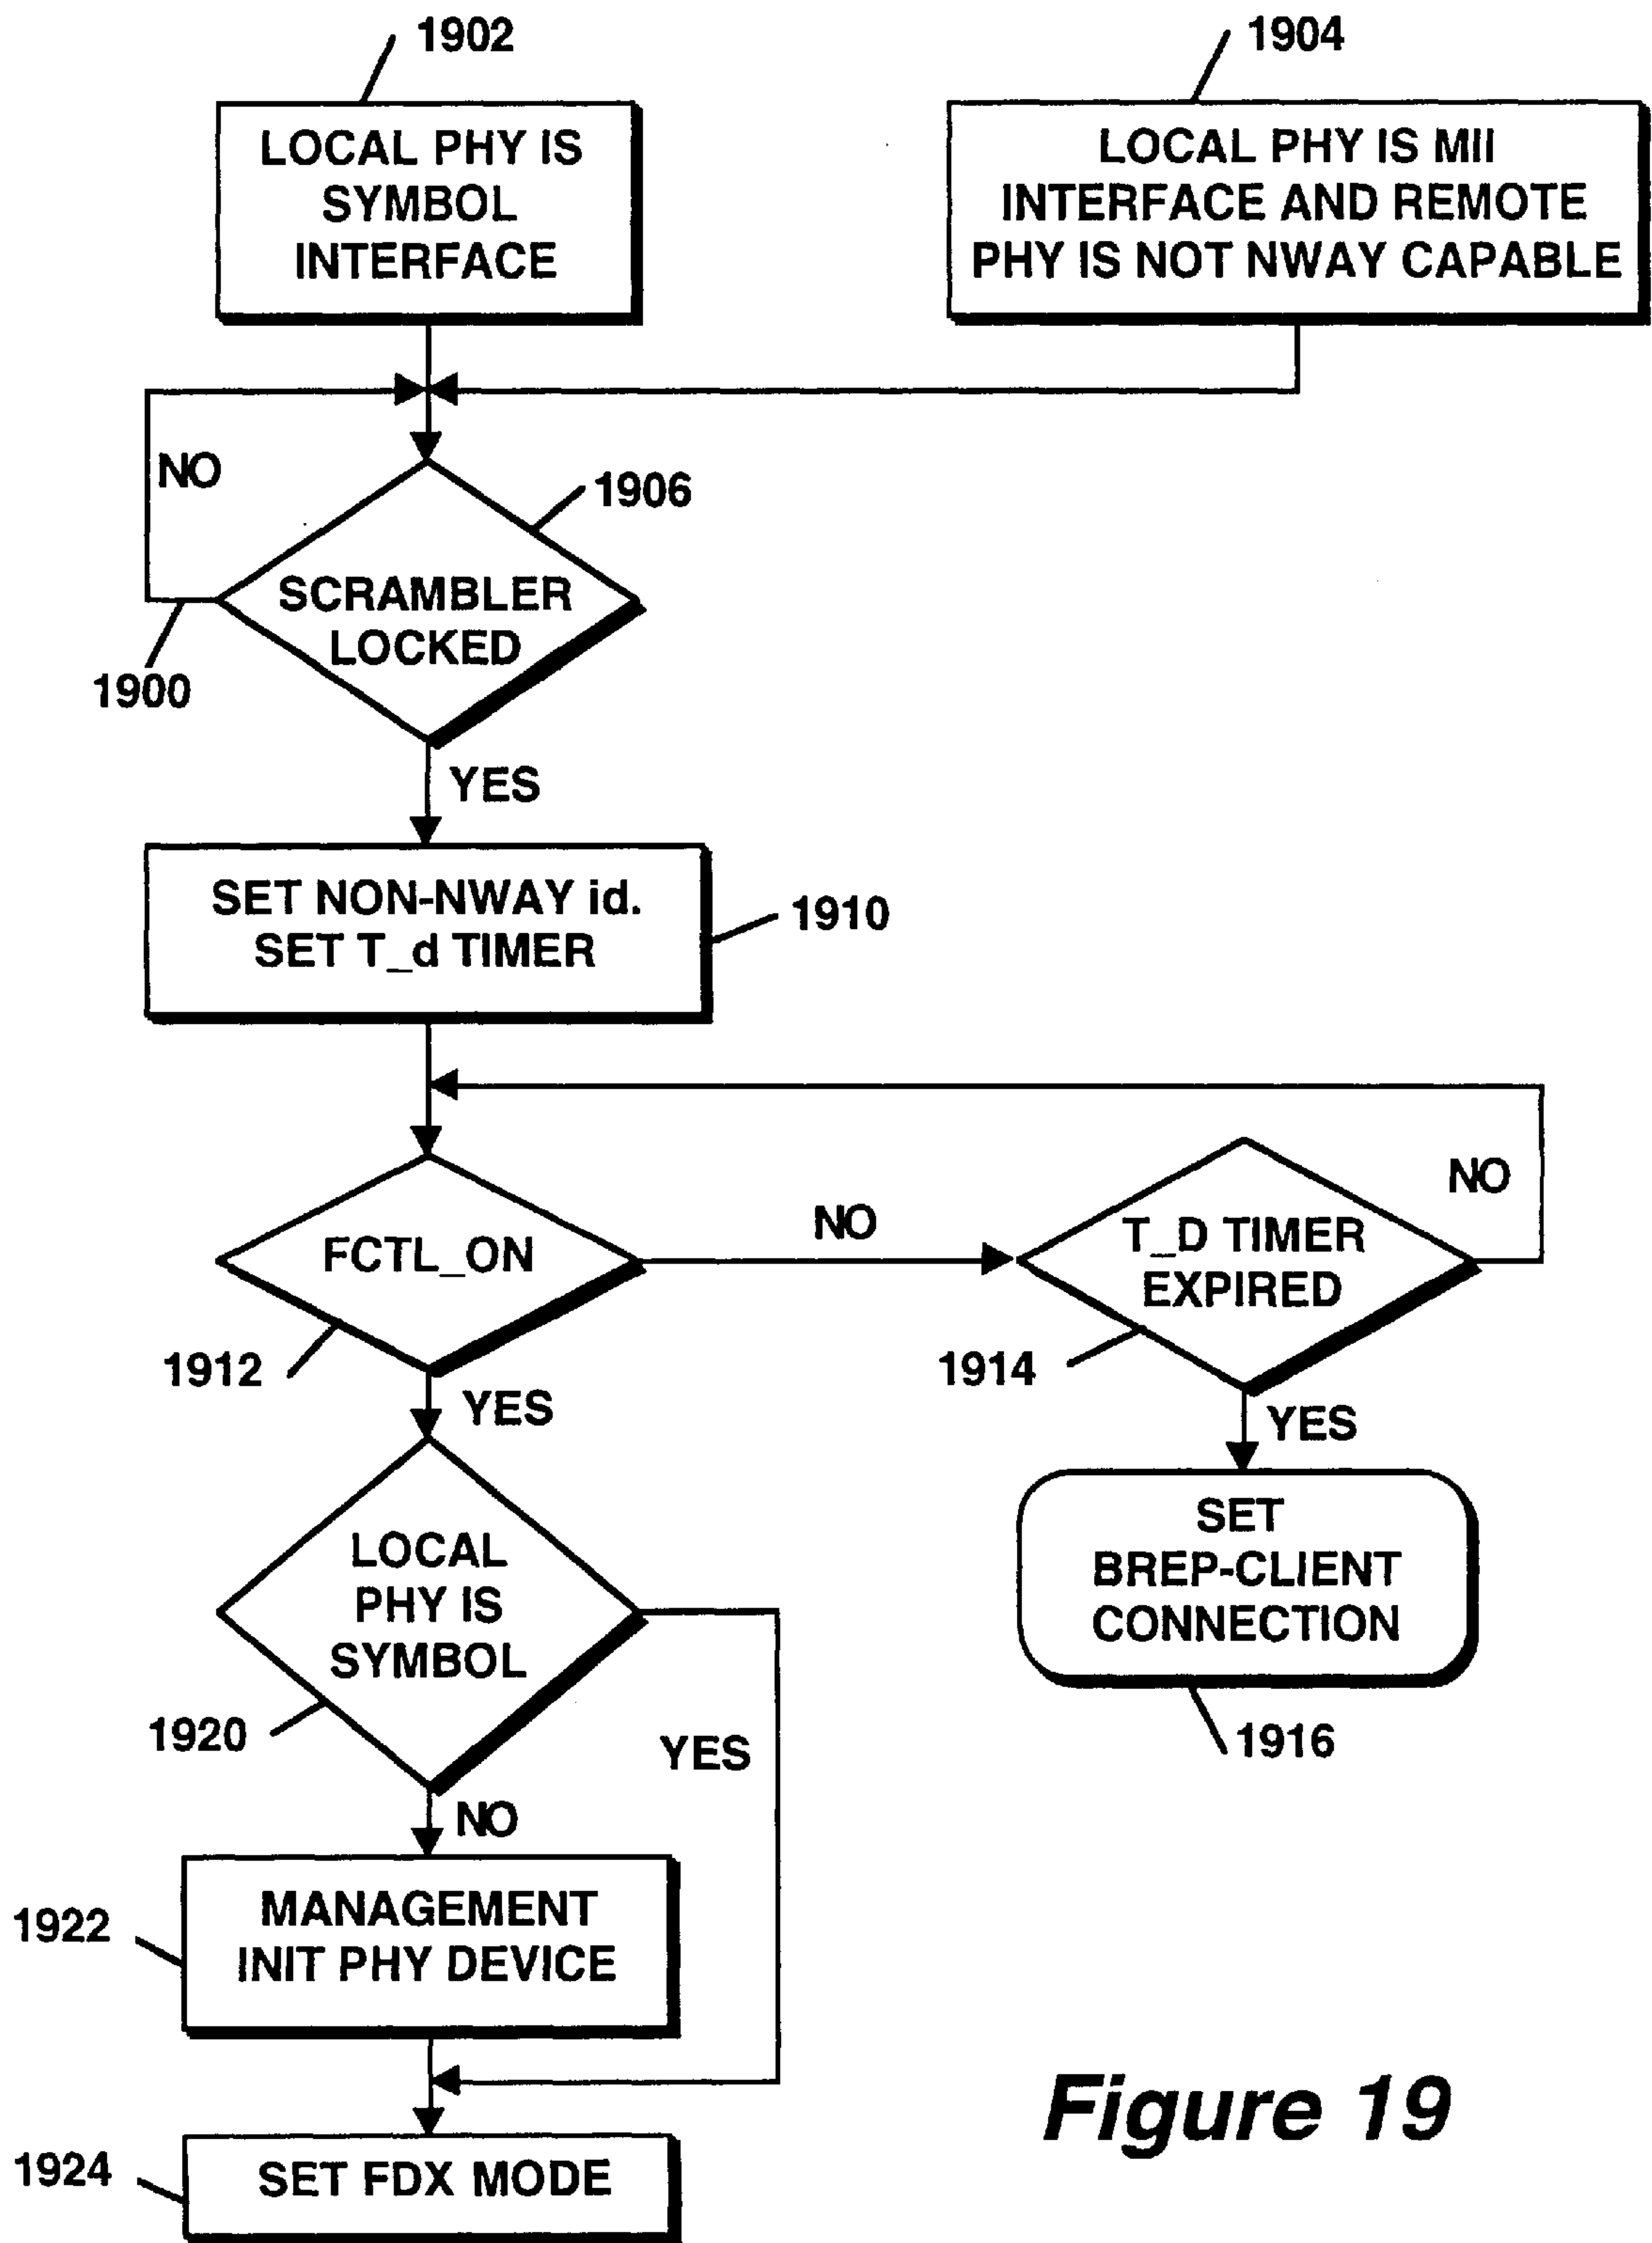 1902
1904
LOCAL PHY IS
SYMBOL
INTERFACE
LOCAL PHY IS MII
INTERFACE AND REMOTE
PHY IS NOT NWAY CAPABLE
NO
1906
SCRAMBLER
LOCKED
1900
YES
SET NON-NWAY id.
SET T_d TIMER
1910
NO
NO
FCTL_ON
T_D TIMER
EXPIRED
1912
1914
YES
YES
LOCAL
PHY IS
SYMBOL
SET
BREP-CLIENT
CONNECTION
1920
YES
1916
NO
1922
MANAGEMENT
INIT PHY DEVICE
Figure 19
1924
SET FDX MODE